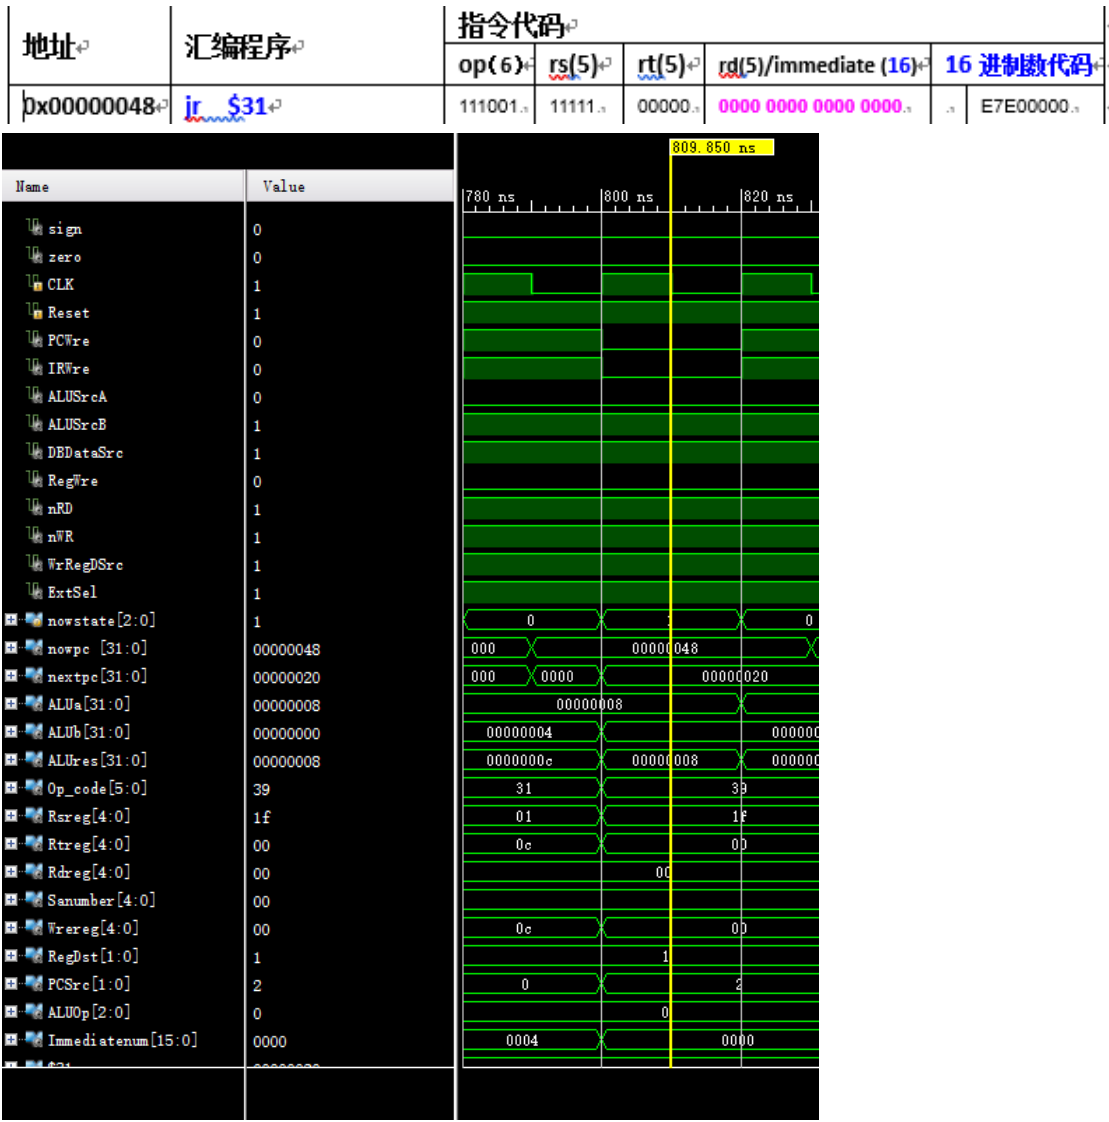 地址 汇编程序 指令代码
op(6) rs(5) rt(5) rd(5)/immediate (16) 16 进制数代码
0x00000048 jr $31 111001 11111 00000 0000 0000 0000 0000 E7E00000
809.850 ns
Name Value 780 ns 800 ns 820 ns
sign 0
zero 0
CLK 1
Reset 1
PCWre 0
IRWre 0
ALUSrcA 0
ALUSrcB 1
DBDataSrc 1
RegWre 0
nRD 1
nWR 1
WrRegDSrc 1
ExtSel 1
nowstate[2:0] 1 0 1 0
nowpc [31:0] 00000048 000 00000048
nextpc[31:0] 00000020 000 0000 00000020
ALUa[31:0] 00000008 00000008
ALUb[31:0] 00000000 00000004 000000
ALUres[31:0] 00000008 0000000c 00000008 000000
Op_code[5:0] 39 31 39
Rsreg[4:0] 1f 01 1f
Rtreg[4:0] 00 0c 00
Rdreg[4:0] 00 00
Sanumber[4:0] 00
Wrereg[4:0] 00 0c 00
RegDst[1:0] 1 1
PCSrc[1:0] 2 0 2
ALUOp[2:0] 0 0
Immediatenum[15:0] 0000 0004 0000